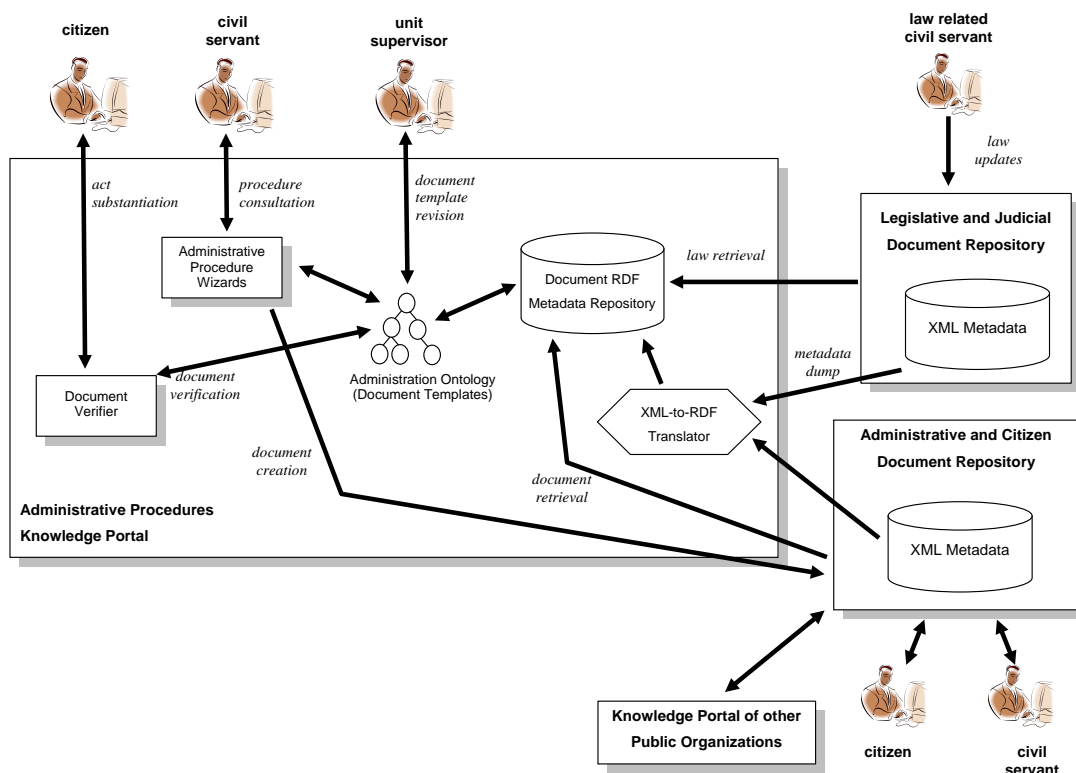 citizen
civil
servant
unit
supervisor
law related
civil servant
act
substantiation
procedure
consultation
document
template
revision
law
updates
Administrative
Procedure
Wizards
Document RDF
Metadata Repository
law retrieval
Legislative and Judicial
Document Repository
XML Metadata
metadata
dump
document
verification
Document
Verifier
Administration Ontology
(Document Templates)
XML-to-RDF
Translator
document
creation
document
retrieval
Administrative and Citizen
Document Repository
XML Metadata
Administrative Procedures
Knowledge Portal
Knowledge Portal of other
Public Organizations
citizen
civil
servant